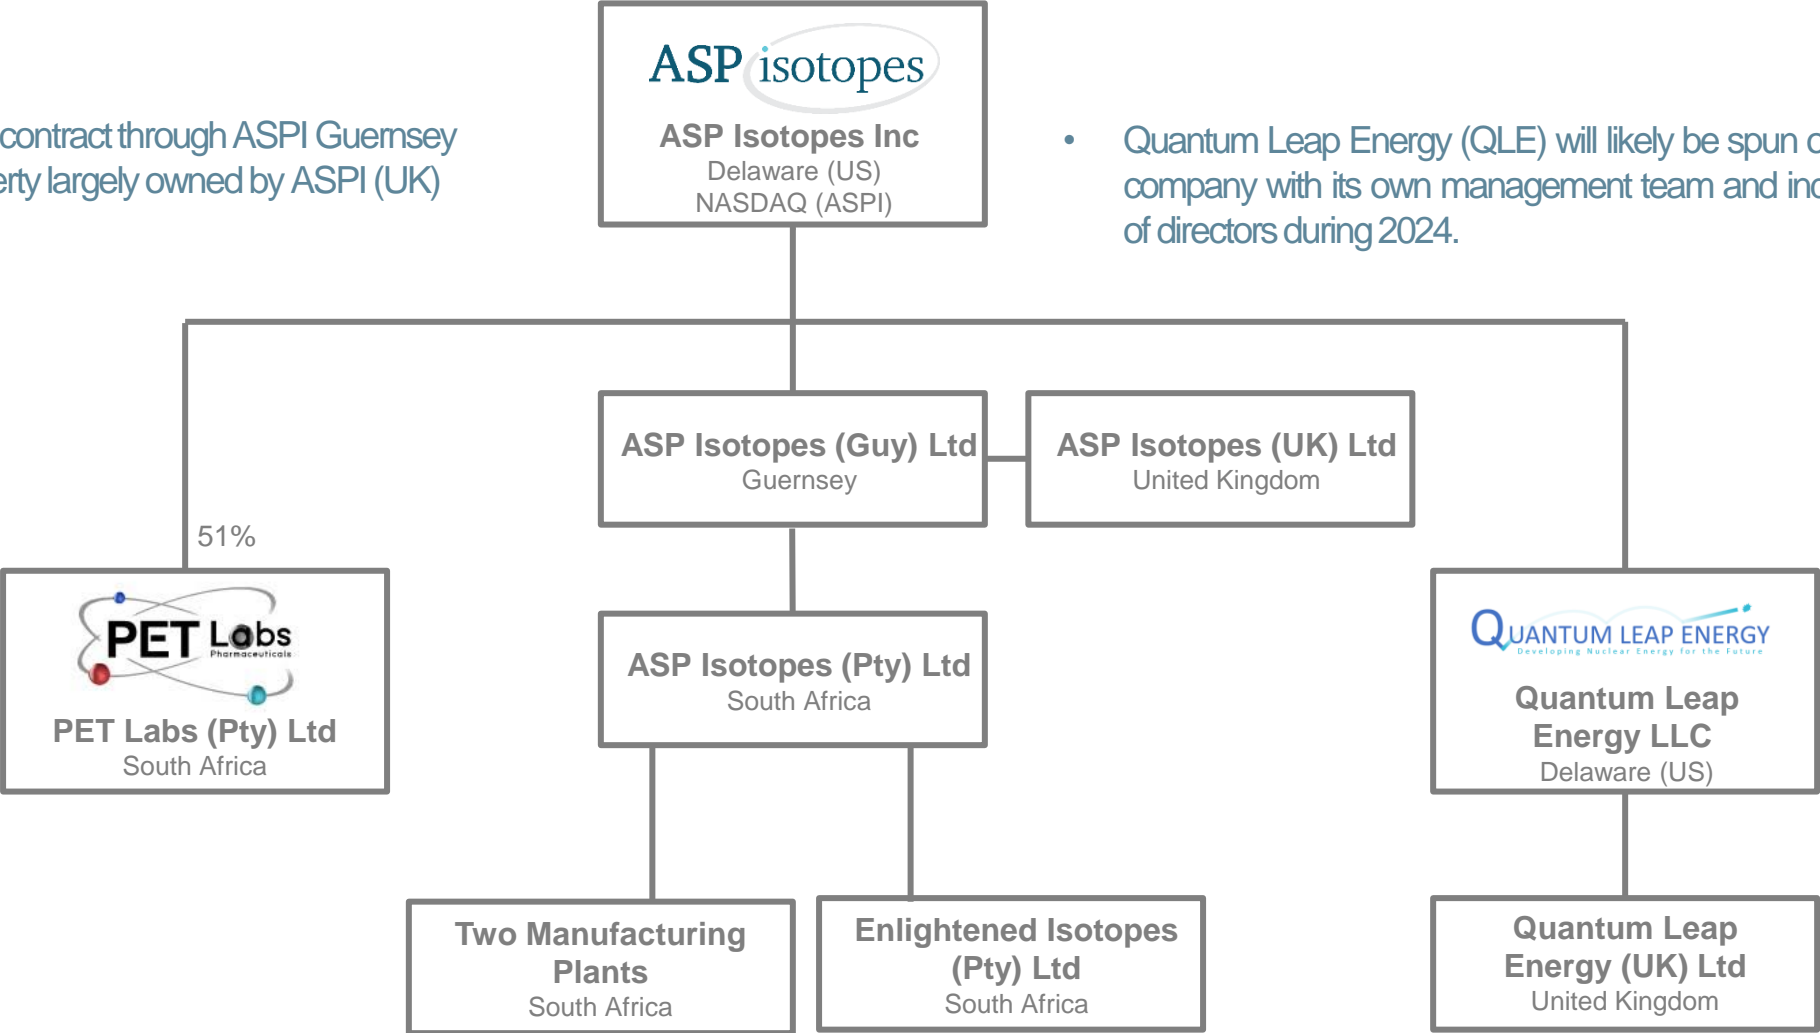 ASP isotopes
ASP Isotopes Inc
Delaware (US)
NASDAQ (ASPI)
contract through ASPI Guernsey
erty largely owned by ASPI (UK)
• Quantum Leap Energy (QLE) will likely be spun o
company with its own management team and ind
of directors during 2024.
ASP Isotopes (Guy) Ltd
Guernsey
ASP Isotopes (UK) Ltd
United Kingdom
51%
PET Labs
Pharmaceuticals
PET Labs (Pty) Ltd
South Africa
ASP Isotopes (Pty) Ltd
South Africa
QUANTUM LEAP ENERGY
Developing Nuclear Energy for the Future
Quantum Leap
Energy LLC
Delaware (US)
Two Manufacturing
Plants
South Africa
Enlightened Isotopes
(Pty) Ltd
South Africa
Quantum Leap
Energy (UK) Ltd
United Kingdom